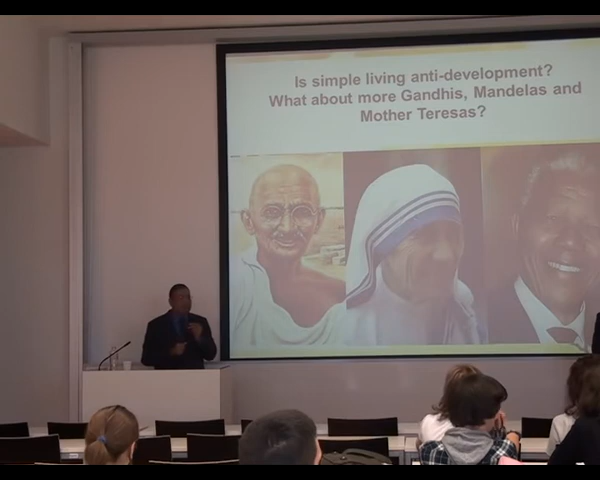 Is simple living anti-development?
What about more Gandhis, Mandelas and
Mother Teresas?